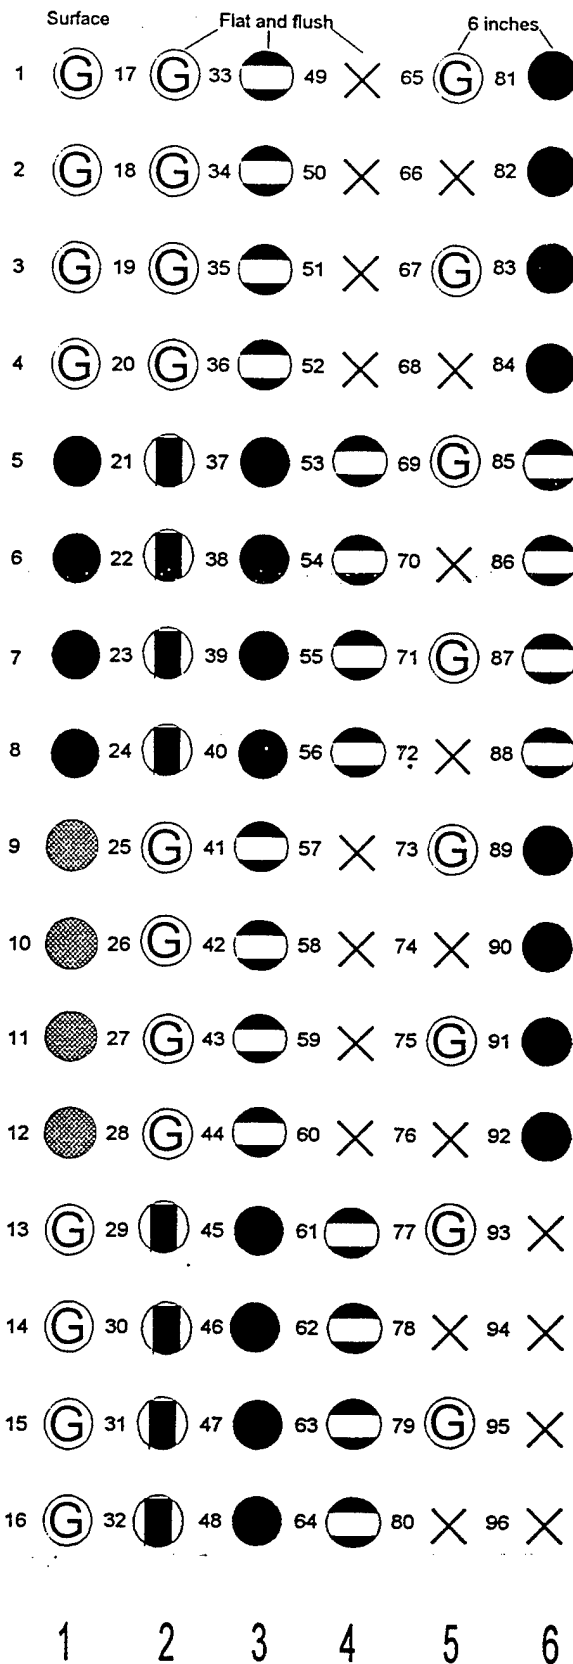 Surface Flat and flush 6 inches
1 G 17 G 33 49 65 G 81
2 G 18 G 34 50 66 82
3 G 19 G 35 51 67 G 83
4 G 20 G 36 52 68 84
5 21 37 53 69 G 85
6 22 38 54 70 86
7 23 39 55 71 G 87
8 24 40 56 72 88
9 25 G 41 57 73 G 89
10 26 G 42 58 74 90
11 27 G 43 59 75 G 91
12 28 G 44 60 76 92
13 G 29 45 61 77 G 93
14 G 30 46 62 78 94
15 G 31 47 63 79 G 95
16 G 32 48 64 80 96
1 2 3 4 5 6